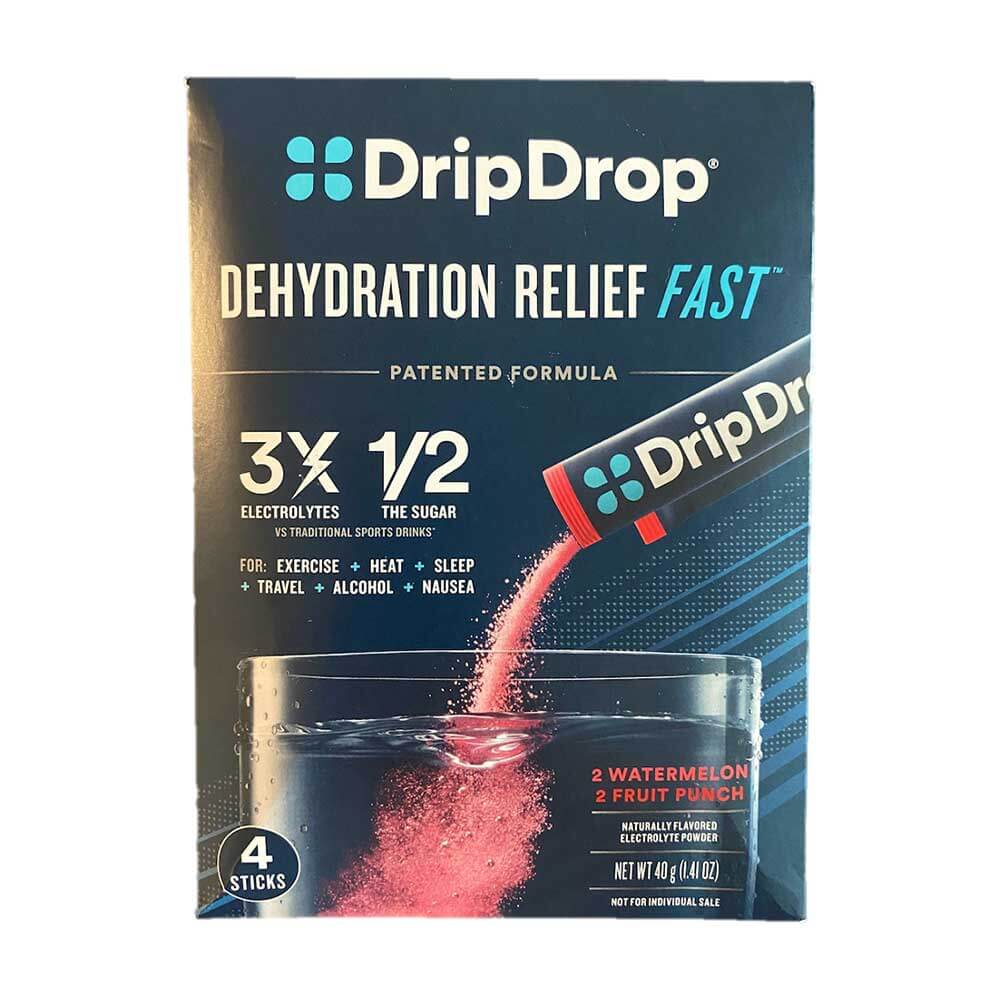 DripDrop®
DEHYDRATION RELIEF FAST™
PATENTED FORMULA
3X 1/2
ELECTROLYTES THE SUGAR
VS TRADITIONAL SPORTS DRINKS*
FOR: EXERCISE + HEAT + SLEEP
+ TRAVEL + ALCOHOL + NAUSEA
DripDr
2 WATERMELON
2 FRUIT PUNCH
NATURALLY FLAVORED
ELECTROLYTE POWDER
NET WT 40 g (1.41 OZ)
NOT FOR INDIVIDUAL SALE
4
STICKS